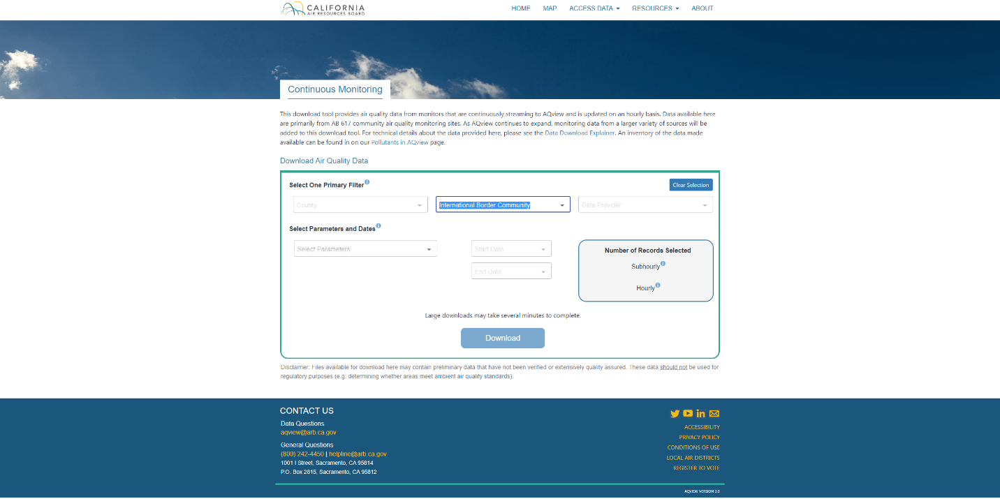 CALIFORNIA
AIR RESOURCES BOARD
HOME MAP ACCESS DATA RESOURCES ABOUT
Continuous Monitoring
This download tool provides air quality data from monitors that are continuously streaming to AQview and is updated on an hourly basis. Data available here
are primarily from AB 617 community air quality monitoring sites. As AQview continues to expand, monitoring data from a larger variety of sources will be
added to this download tool. For technical details about the data provided here, please see the Data Download Explainer. An inventory of the data made
available can be found in on our Pollutants in AQview page.
Download Air Quality Data
Select One Primary Filter
Clear Selection
County
International Border Community
Data Provider
Select Parameters and Dates
Select Parameters
Start Date
End Date
Number of Records Selected
Subhourly
Hourly
Large downloads may take several minutes to complete.
Download
Disclaimer: Files available for download here may contain preliminary data that have not been verified or extensively quality assured. These data should not be used for
regulatory purposes (e.g. determining whether areas meet ambient air quality standards).
CONTACT US
Data Questions
aqview@arb.ca.gov
General Questions
(800) 242-4450 | helpline@arb.ca.gov
1001 I Street, Sacramento, CA 95814
P.O. Box 2815, Sacramento, CA 95812
ACCESSIBILITY
PRIVACY POLICY
CONDITIONS OF USE
LOCAL AIR DISTRICTS
REGISTER TO VOTE
AQVIEW VERSION 2.0